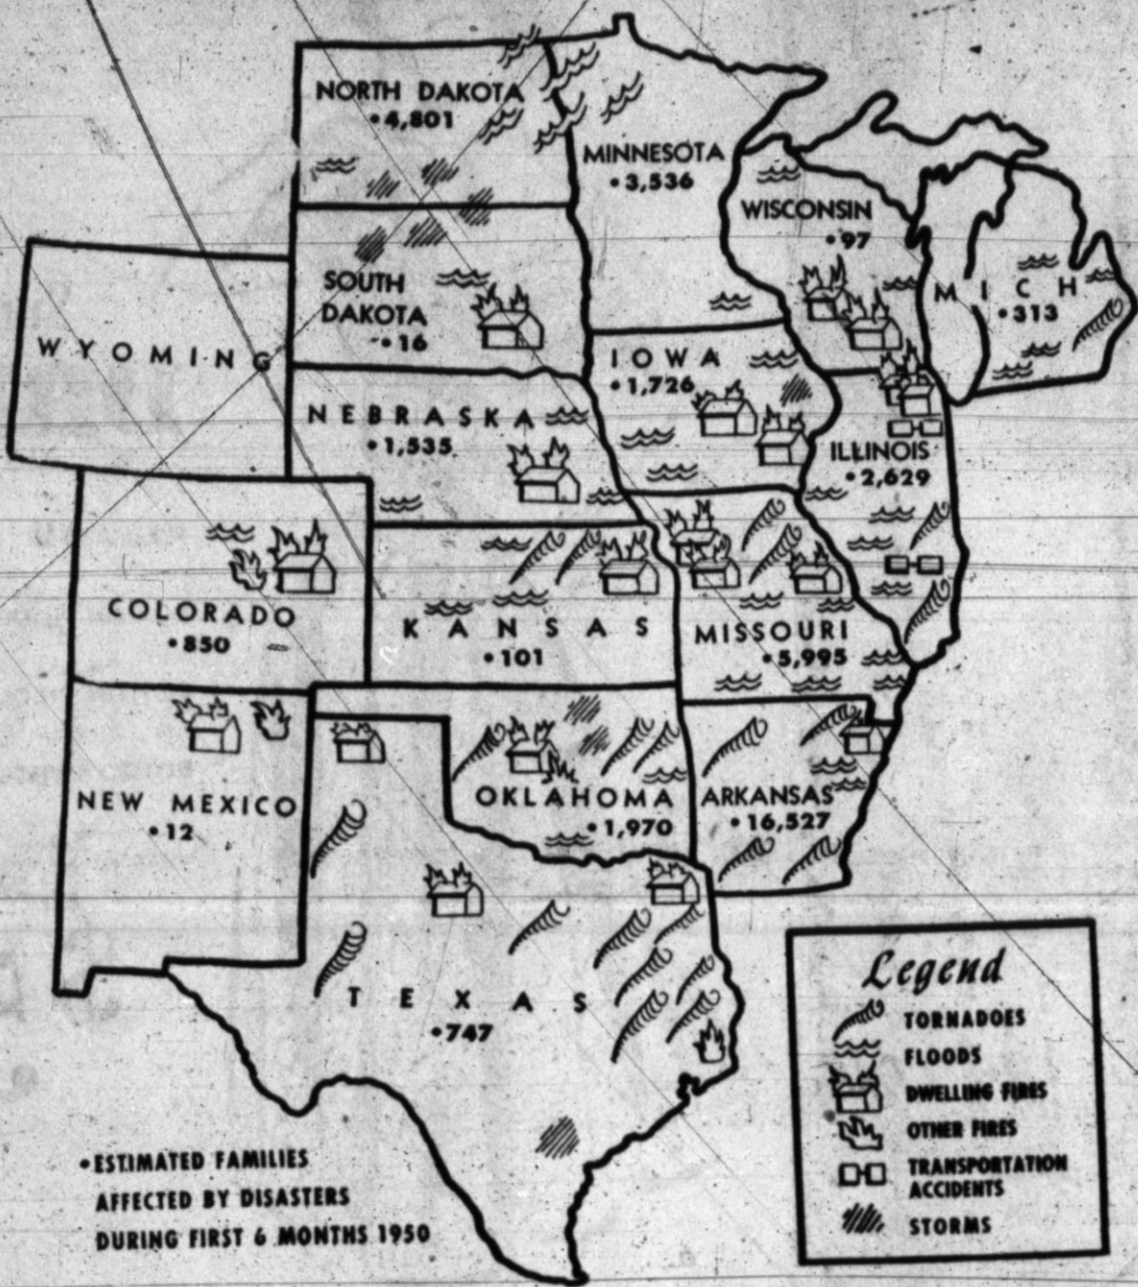 NORTH DAKOTA
•4,801
MINNESOTA
•3,536
WISCONSIN
•97
MICH
•313
SOUTH
DAKOTA
•16
WYOMING
IOWA
•1,726
NEBRASKA
•1,535
ILLINOIS
•2,629
COLORADO
•850
KANSAS
•101
MISSOURI
•5,995
NEW MEXICO
•12
OKLAHOMA
•1,970
ARKANSAS
•16,527
TEXAS
•747
Legend
TORNADOES
FLOODS
DWELLING FIRES
OTHER FIRES
TRANSPORTATION
ACCIDENTS
STORMS
•ESTIMATED FAMILIES
AFFECTED BY DISASTERS
DURING FIRST 6 MONTHS 1950